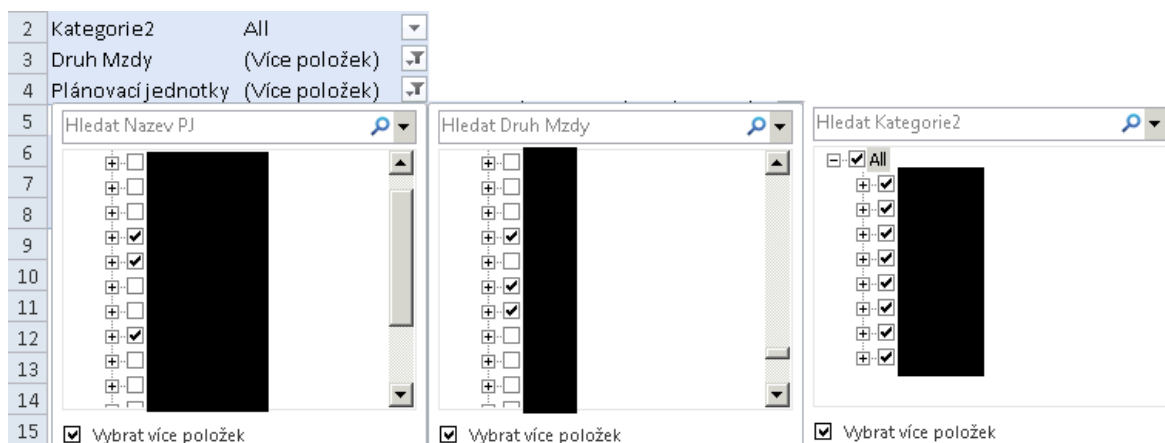 2 Kategorie2 All
3 Druh Mzdy (Více položek)
4 Plánovací jednotky (Více položek)
5 Hledat Nazev PJ Hledat Druh Mzdy Hledat Kategorie2
6 All
7
8
9
10
11
12
13
14
15 Vybrat více položek Vybrat více položek Vybrat více položek